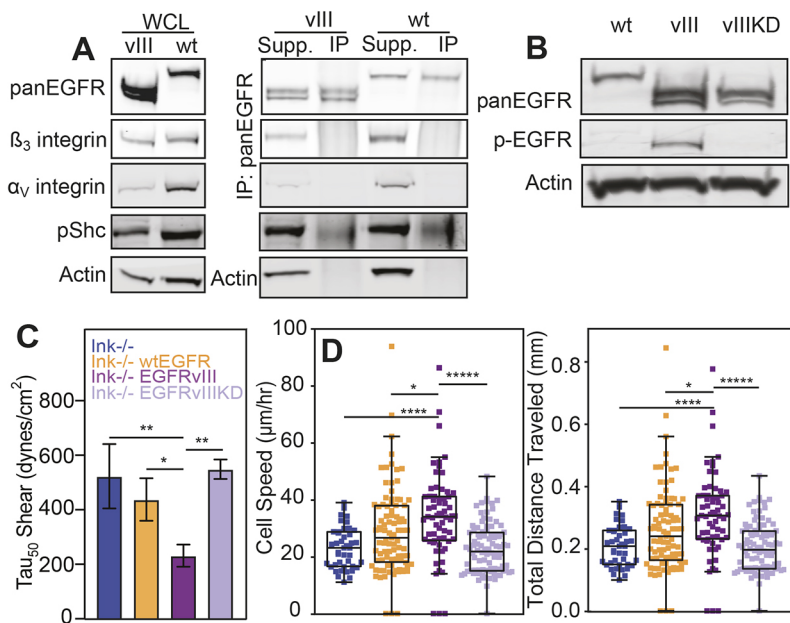 A
WCL
vIII wt
panEGFR
ß3 integrin
αV integrin
pShc
Actin
vIII wt
Supp. IP Supp. IP
IP: panEGFR
Actin
B
wt vIII vIIIKD
panEGFR
p-EGFR
Actin
C
Ink-/-
Ink-/- wtEGFR
Ink-/- EGFRvIII
Ink-/- EGFRvIIIKD
Tau50 Shear (dynes/cm²)
800
600
400
200
0
**
*
**
D
Cell Speed (µm/hr)
100
80
60
40
20
0
* *****
****
Total Distance Traveled (mm)
0.8
0.6
0.4
0.2
0.0
* *****
****